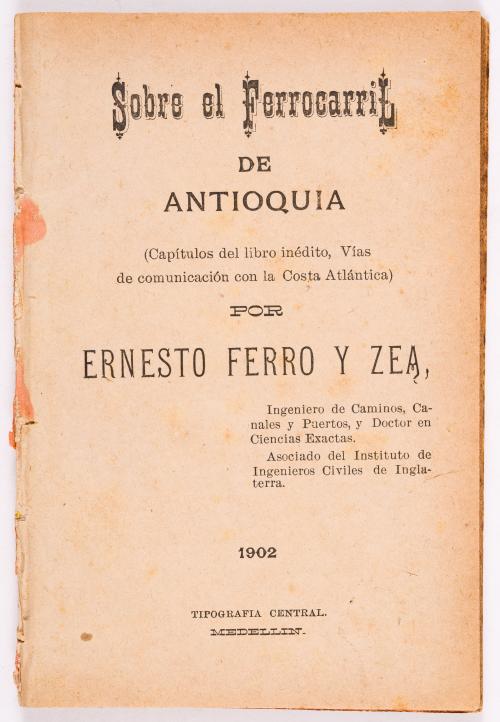 Sobre el FerrocarriL
DE
ANTIOQUIA
(Capítulos del libro inédito, Vías
de comunicación con la Costa Atlántica)
POR
ERNESTO FERRO Y ZEA,
Ingeniero de Caminos, Ca-
nales y Puertos, y Doctor en
Ciencias Exactas.
Asociado del Instituto de
Ingenieros Civiles de Ingla-
terra.
1902
TIPOGRAFIA CENTRAL.
MEDELLIN.